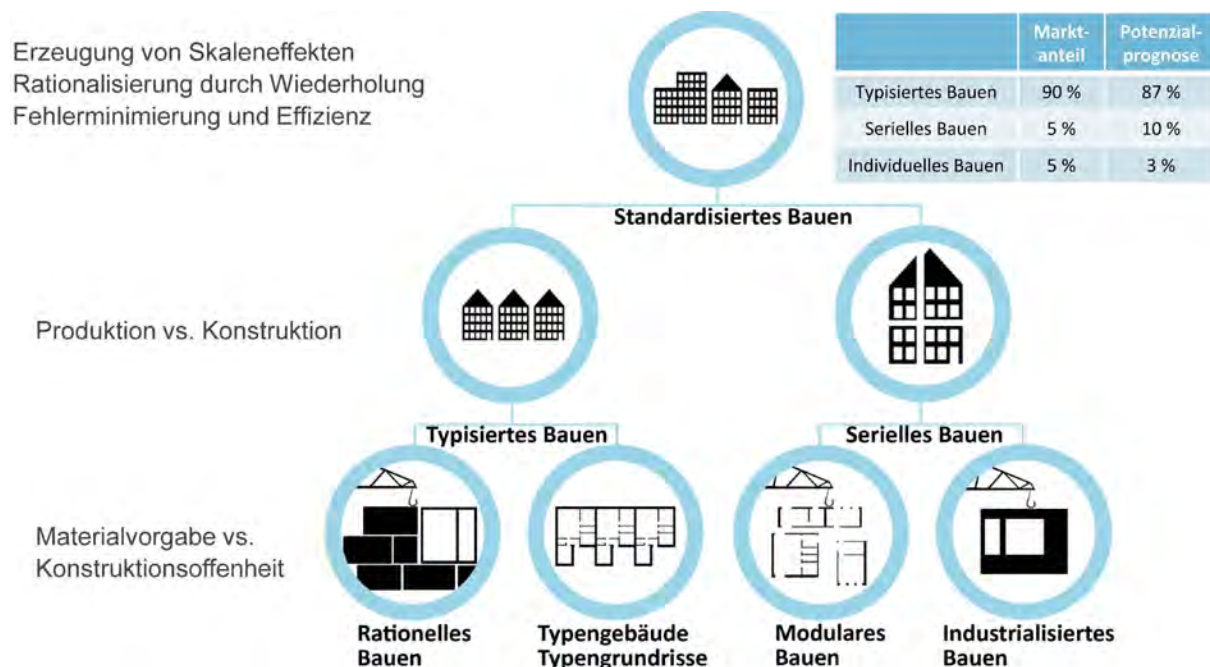 Erzeugung von Skaleneffekten
Rationalisierung durch Wiederholung
Fehlerminimierung und Effizienz
Markt-
anteil
Potenzial-
prognose
Typisiertes Bauen 90 % 87 %
Serielles Bauen 5 % 10 %
Individuelles Bauen 5 % 3 %
Standardisiertes Bauen
Produktion vs. Konstruktion
Typisiertes Bauen
Serielles Bauen
Materialvorgabe vs.
Konstruktionsoffenheit
Rationelles
Bauen
Typengebäude
Typengrundrisse
Modulares
Bauen
Industrialisiertes
Bauen